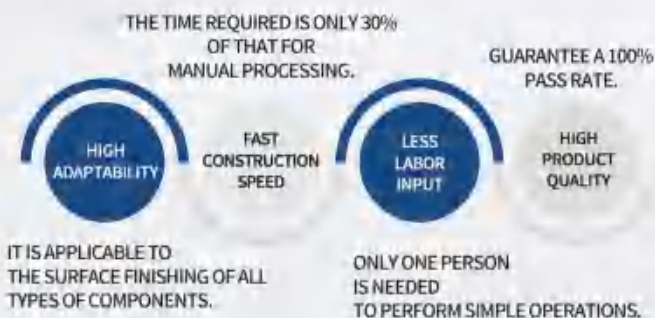 THE TIME REQUIRED IS ONLY 30%
OF THAT FOR
MANUAL PROCESSING.
GUARANTEE A 100%
PASS RATE.
HIGH
ADAPTABILITY
FAST
CONSTRUCTION
SPEED
LESS
LABOR
INPUT
HIGH
PRODUCT
QUALITY
IT IS APPLICABLE TO
THE SURFACE FINISHING OF ALL
TYPES OF COMPONENTS.
ONLY ONE PERSON
IS NEEDED
TO PERFORM SIMPLE OPERATIONS.